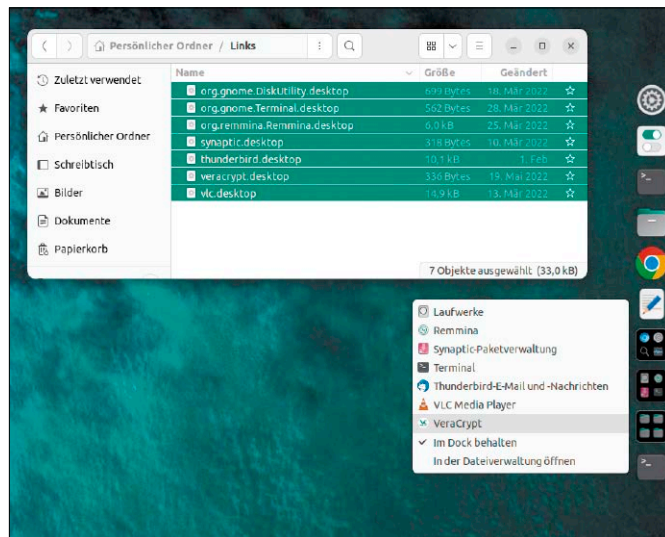 Persönlicher Ordner / Links
Zuletzt verwendet
Favoriten
Persönlicher Ordner
Schreibtisch
Bilder
Dokumente
Papierkorb
Name Größe Geändert
org.gnome.DiskUtility.desktop 699 Bytes 18. Mär 2022
org.gnome.Terminal.desktop 562 Bytes 28. Mär 2022
org.remmina.Remmina.desktop 6,0 kB 25. Mär 2022
synaptic.desktop 318 Bytes 10. Mär 2022
thunderbird.desktop 10,1 kB 1. Feb
veracrypt.desktop 336 Bytes 19. Mai 2022
vlc.desktop 14,9 kB 13. Mär 2022
7 Objekte ausgewählt (33,0 kB)
Laufwerke
Remmina
Synaptic-Paketverwaltung
Terminal
Thunderbird-E-Mail und -Nachrichten
VLC Media Player
VeraCrypt
Im Dock behalten
In der Dateiverwaltung öffnen